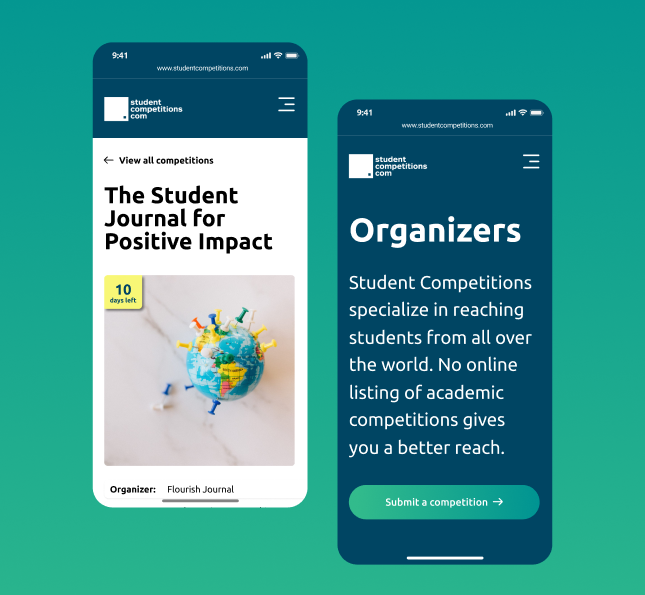 9:41
www.studentcompetitions.com
student
competitions
com
View all competitions
The Student
Journal for
Positive Impact
10
days left
Organizer: Flourish Journal
9:41
www.studentcompetitions.com
student
competitions
com
Organizers
Student Competitions
specialize in reaching
students from all over
the world. No online
listing of academic
competitions gives
you a better reach.
Submit a competition